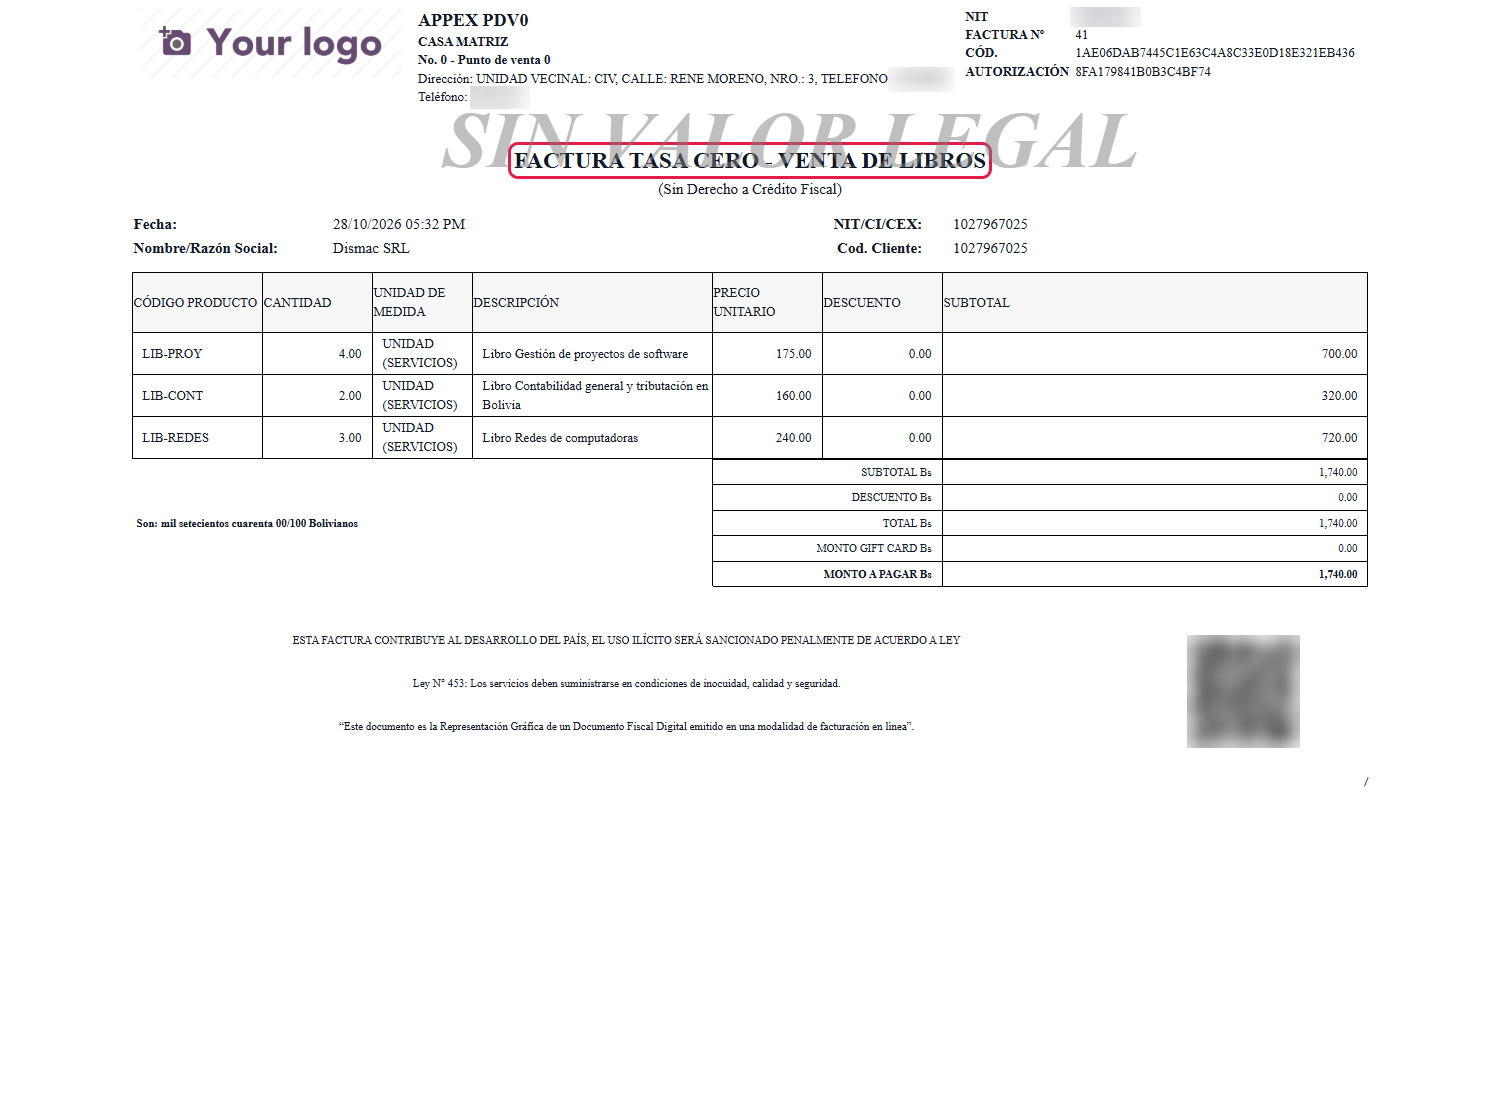 Your logo
APPEX PDV0
CASA MATRIZ
No. 0 - Punto de venta 0
Dirección: UNIDAD VECINAL: CIV, CALLE: RENE MORENO, NRO.: 3, TELEFONO
Teléfono:
NIT
FACTURA Nº 41
CÓD. 1AE06DAB7445C1E63C4A8C33E0D18E321EB436
AUTORIZACIÓN 8FA179841B0B3C4BF74
SIN VALOR LEGAL
FACTURA TASA CERO - VENTA DE LIBROS
(Sin Derecho a Crédito Fiscal)
Fecha: 28/10/2026 05:32 PM NIT/CI/CEX: 1027967025
Nombre/Razón Social: Dismac SRL Cod. Cliente: 1027967025
CÓDIGO PRODUCTO CANTIDAD UNIDAD DE MEDIDA DESCRIPCIÓN PRECIO UNITARIO DESCUENTO SUBTOTAL
LIB-PROY 4.00 UNIDAD (SERVICIOS) Libro Gestión de proyectos de software 175.00 0.00 700.00
LIB-CONT 2.00 UNIDAD (SERVICIOS) Libro Contabilidad general y tributación en Bolivia 160.00 0.00 320.00
LIB-REDES 3.00 UNIDAD (SERVICIOS) Libro Redes de computadoras 240.00 0.00 720.00
SUBTOTAL Bs 1,740.00
DESCUENTO Bs 0.00
Son: mil setecientos cuarenta 00/100 Bolivianos TOTAL Bs 1,740.00
MONTO GIFT CARD Bs 0.00
MONTO A PAGAR Bs 1,740.00
ESTA FACTURA CONTRIBUYE AL DESARROLLO DEL PAÍS, EL USO ILÍCITO SERÁ SANCIONADO PENALMENTE DE ACUERDO A LEY
Ley N° 453: Los servicios deben suministrarse en condiciones de inocuidad, calidad y seguridad.
“Este documento es la Representación Gráfica de un Documento Fiscal Digital emitido en una modalidad de facturación en línea”.
/